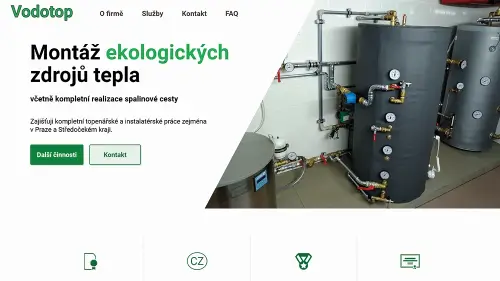 Vodotop
O firmě
Služby
Kontakt
FAQ
Montáž ekologických
zdrojů tepla
včetně kompletní realizace spalinové cesty
Zajišťuji kompletní topenářské a instalatérské práce zejména
v Praze a Středočeském kraji.
Další činnosti
Kontakt
CZ